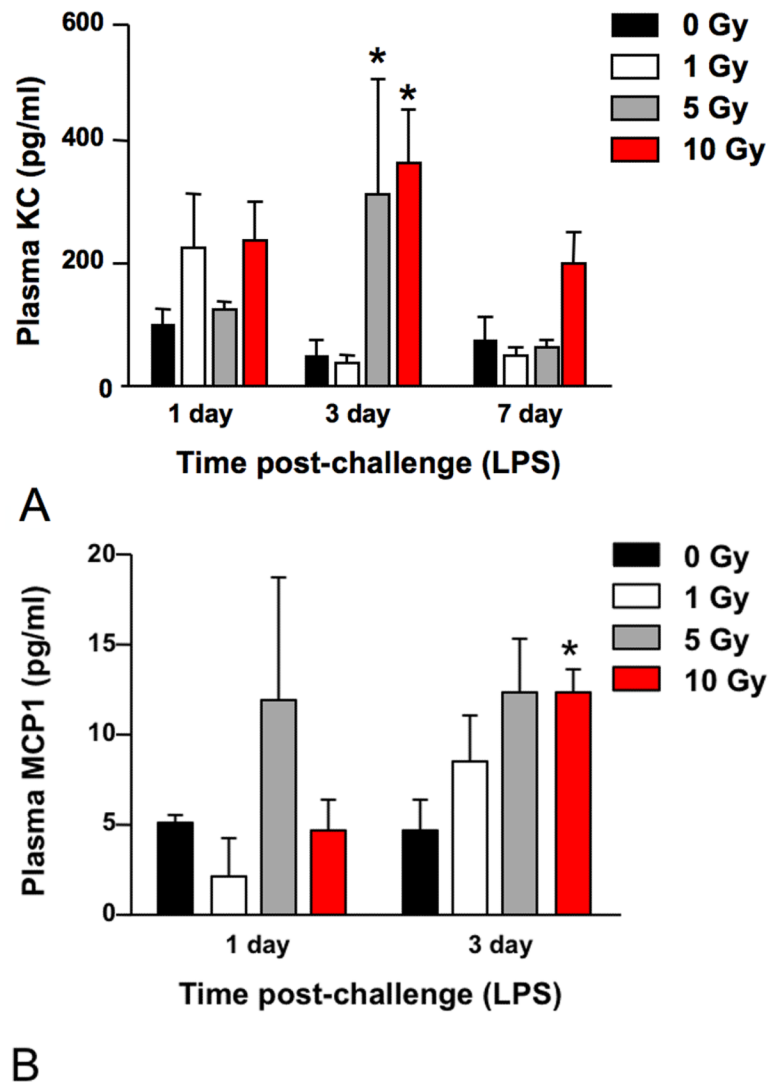 600
400
200
0
Plasma KC (pg/ml)
* *
0 Gy
1 Gy
5 Gy
10 Gy
1 day 3 day 7 day
Time post-challenge (LPS)
A
20
15
10
5
0
Plasma MCP1 (pg/ml)
*
0 Gy
1 Gy
5 Gy
10 Gy
1 day 3 day
Time post-challenge (LPS)
B